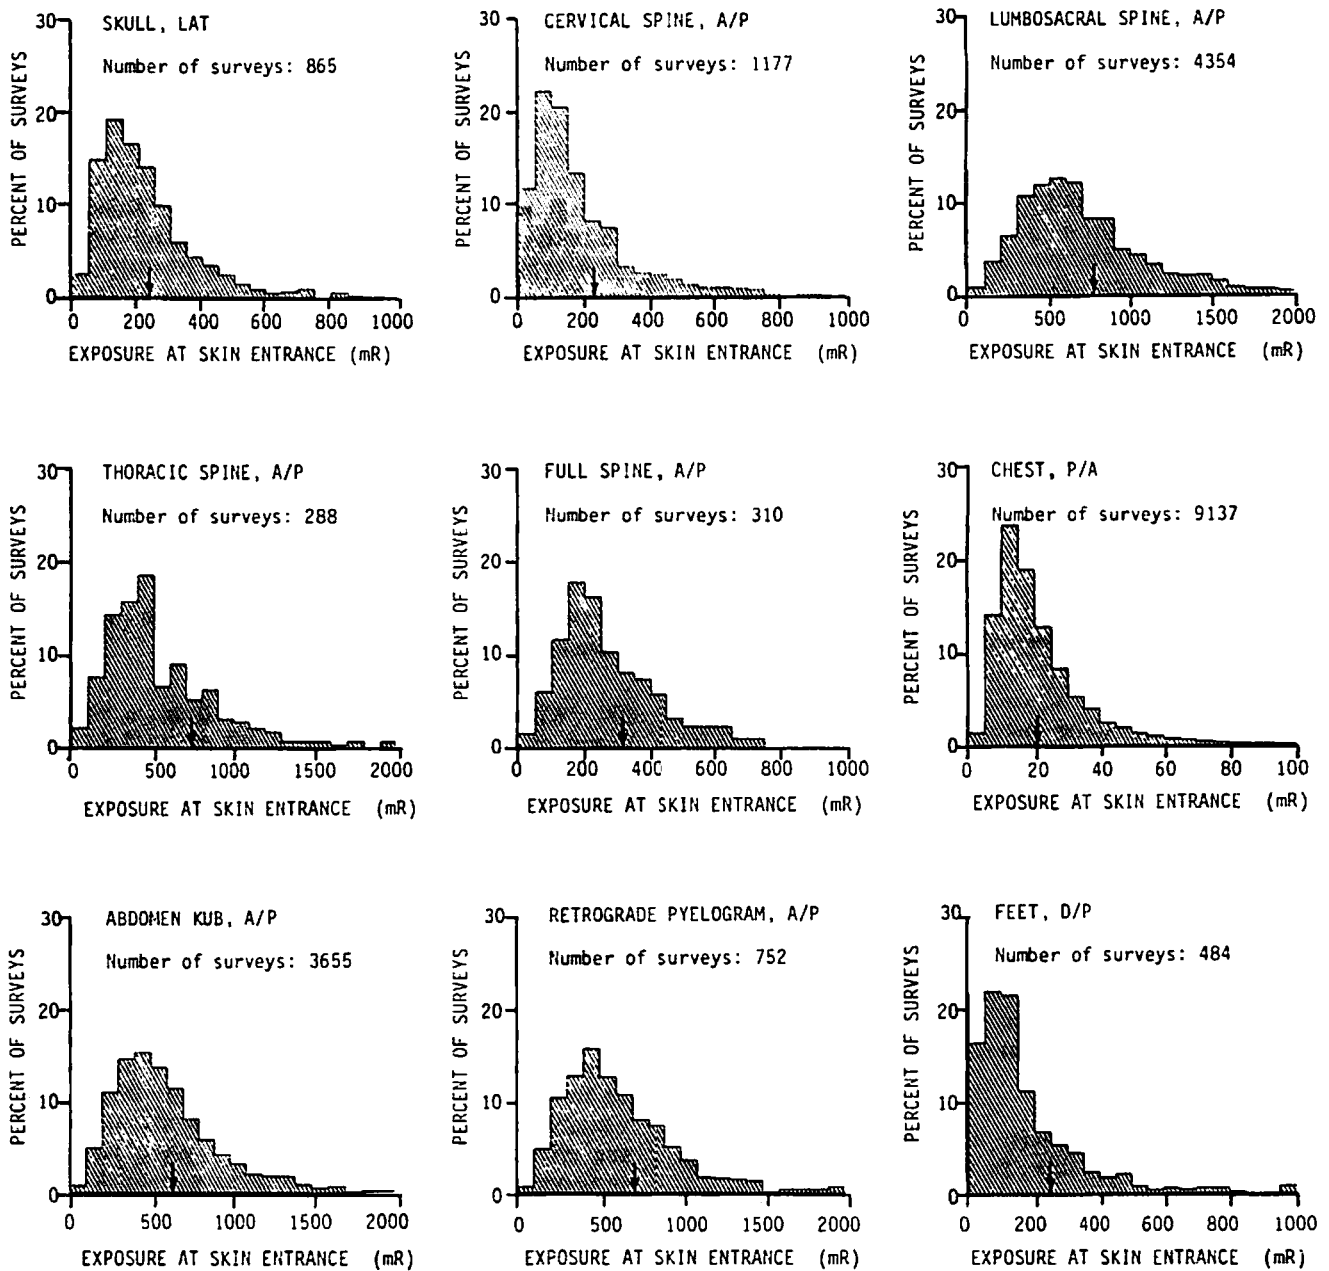 SKULL, LAT
Number of surveys: 865
PERCENT OF SURVEYS
30
20
10
0
0 200 400 600 800 1000
EXPOSURE AT SKIN ENTRANCE (mR)
CERVICAL SPINE, A/P
Number of surveys: 1177
PERCENT OF SURVEYS
30
20
10
0
0 200 400 600 800 1000
EXPOSURE AT SKIN ENTRANCE (mR)
LUMBOSACRAL SPINE, A/P
Number of surveys: 4354
PERCENT OF SURVEYS
30
20
10
0
0 500 1000 1500 2000
EXPOSURE AT SKIN ENTRANCE (mR)
THORACIC SPINE, A/P
Number of surveys: 288
PERCENT OF SURVEYS
30
20
10
0
0 500 1000 1500 2000
EXPOSURE AT SKIN ENTRANCE (mR)
FULL SPINE, A/P
Number of surveys: 310
PERCENT OF SURVEYS
30
20
10
0
0 200 400 600 800 1000
EXPOSURE AT SKIN ENTRANCE (mR)
CHEST, P/A
Number of surveys: 9137
PERCENT OF SURVEYS
30
20
10
0
0 20 40 60 80 100
EXPOSURE AT SKIN ENTRANCE (mR)
ABDOMEN KUB, A/P
Number of surveys: 3655
PERCENT OF SURVEYS
30
20
10
0
0 500 1000 1500 2000
EXPOSURE AT SKIN ENTRANCE (mR)
RETROGRADE PYELOGRAM, A/P
Number of surveys: 752
PERCENT OF SURVEYS
30
20
10
0
0 500 1000 1500 2000
EXPOSURE AT SKIN ENTRANCE (mR)
FEET, D/P
Number of surveys: 484
PERCENT OF SURVEYS
30
20
10
0
0 200 400 600 800 1000
EXPOSURE AT SKIN ENTRANCE (mR)